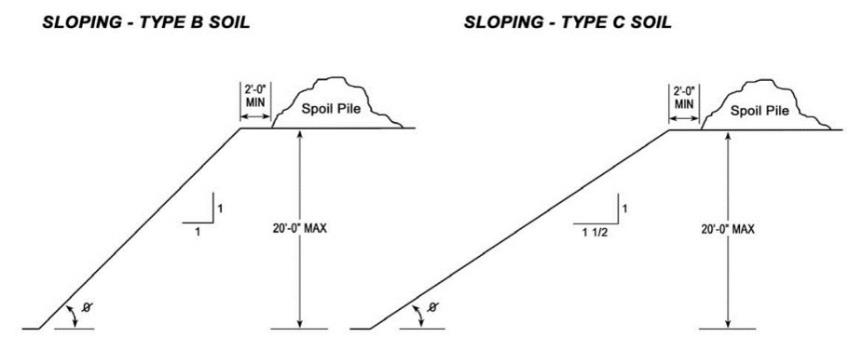 SLOPING - TYPE B SOIL
2'-0"
MIN
Spoil Pile
1
1
20'-0" MAX
Ø
SLOPING - TYPE C SOIL
2'-0"
MIN
Spoil Pile
1
1 1/2
20'-0" MAX
Ø